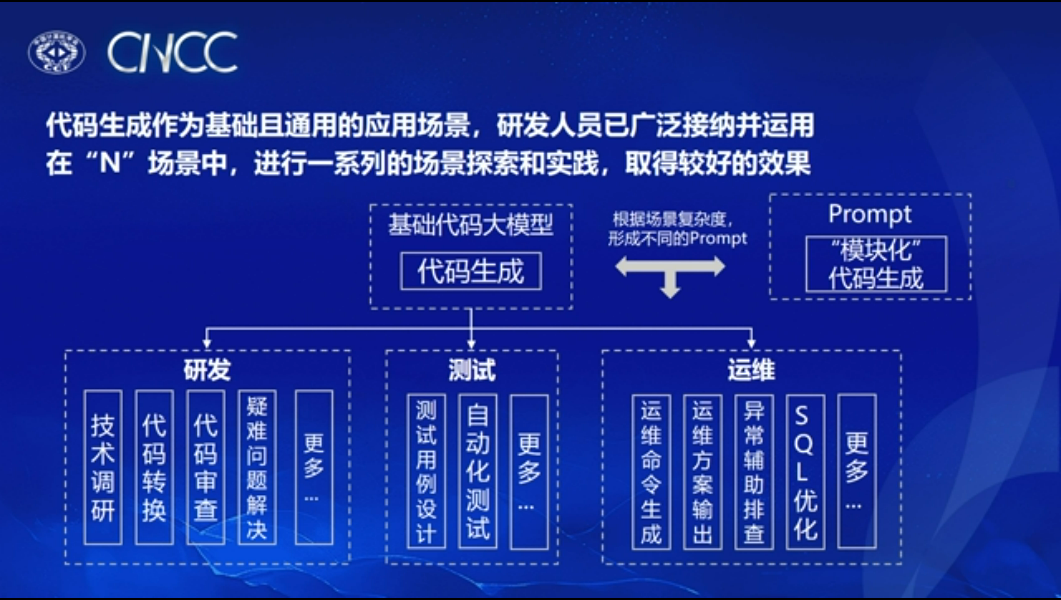 中国计算机学会
CCF
CNCC
代码生成作为基础且通用的应用场景，研发人员已广泛接纳并运用
在“N”场景中，进行一系列的场景探索和实践，取得较好的效果
基础代码大模型
代码生成
根据场景复杂度，
形成不同的Prompt
Prompt
“模块化”
代码生成
研发
技术调研
代码转换
代码审查
疑难问题解决
更多...
测试
测试用例设计
自动化测试
更多...
运维
运维命令生成
运维方案输出
异常辅助排查
SQL优化
更多...